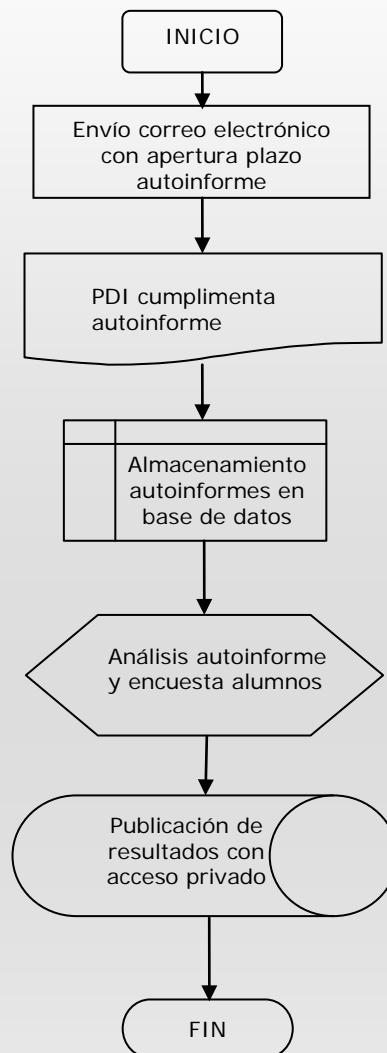 INICIO
Envío correo electrónico
con apertura plazo
autoinforme
PDI cumplimenta
autoinforme
Almacenamiento
autoinformes en
base de datos
Análisis autoinforme
y encuesta alumnos
Publicación de
resultados con
acceso privado
FIN